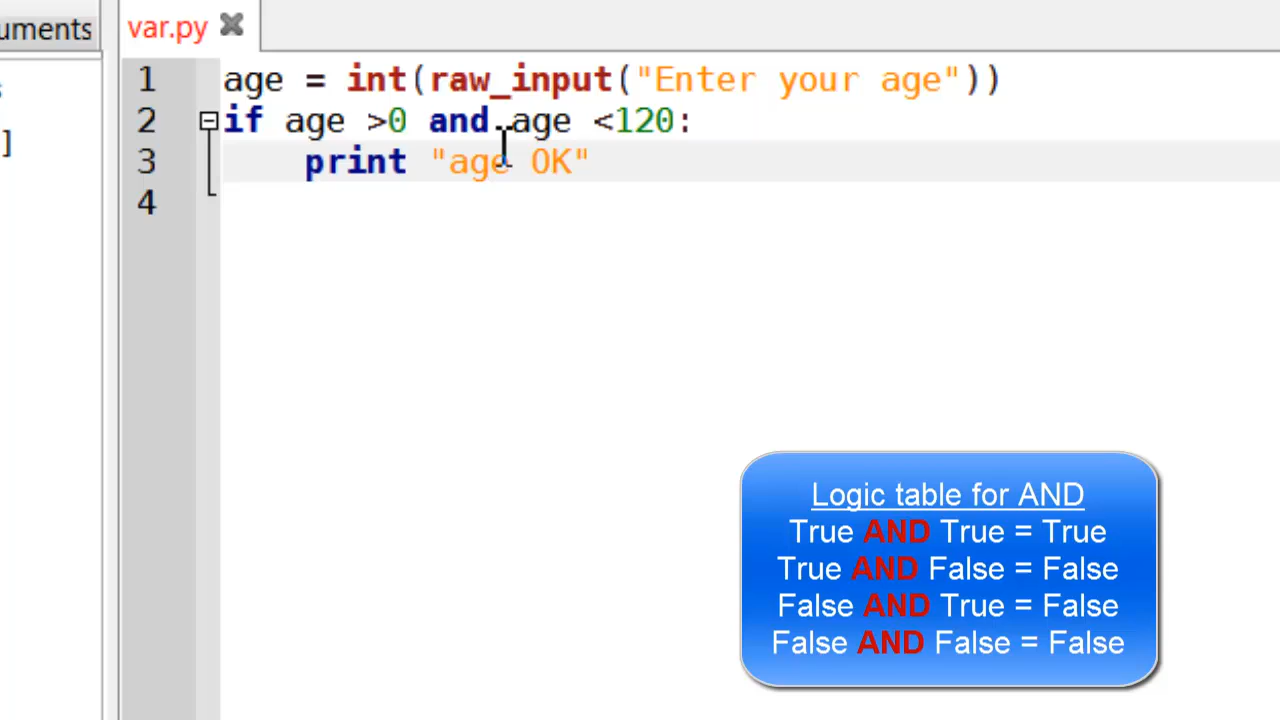 uments
var.py
]
1 age = int(raw_input("Enter your age"))
2 if age >0 and age <120:
3 print "age OK"
4
Logic table for AND
True AND True = True
True AND False = False
False AND True = False
False AND False = False